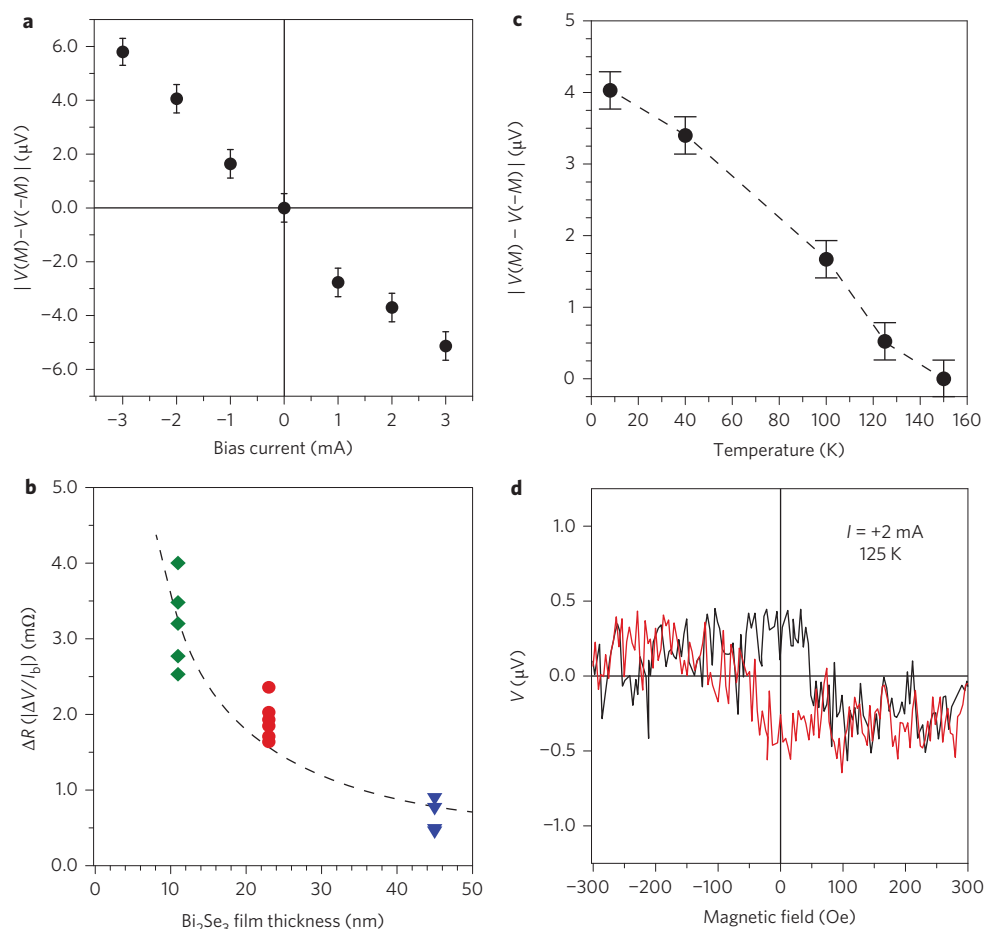 a
6.0
4.0
2.0
0.0
−2.0
−4.0
−6.0
| V(M)−V(−M) | (μV)
−3 −2 −1 0 1 2 3
Bias current (mA)
c
5
4
3
2
1
0
| V(M) − V(−M) | (μV)
0 20 40 60 80 100 120 140 160
Temperature (K)
b
5.0
4.0
3.0
2.0
1.0
0.0
ΔR (|ΔV/I_b|) (mΩ)
0 10 20 30 40 50
Bi₂Se₃ film thickness (nm)
d
I = +2 mA
125 K
1.0
0.5
0.0
−0.5
−1.0
V (μV)
−300 −200 −100 0 100 200 300
Magnetic field (Oe)